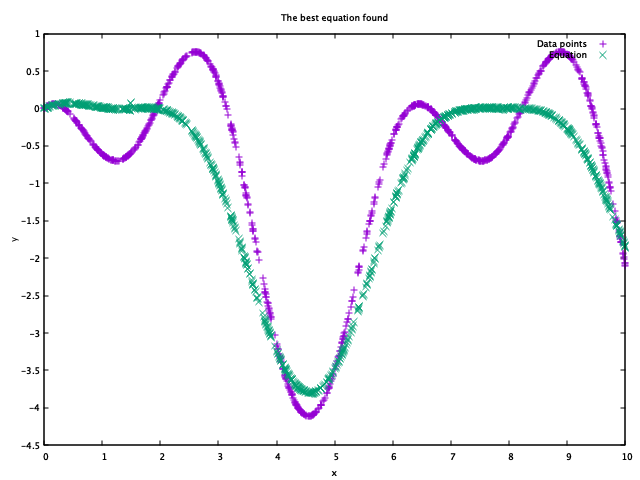 The best equation found
Data points
Equation
1
0.5
0
-0.5
-1
-1.5
-2
-2.5
-3
-3.5
-4
-4.5
y
0 1 2 3 4 5 6 7 8 9 10
x